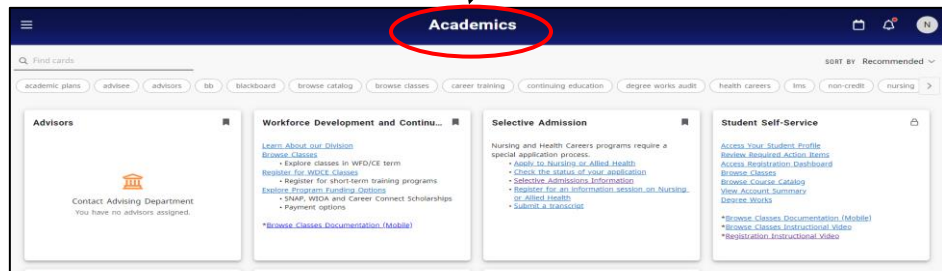 Academics
N
Find cards
SORT BY Recommended
academic plans advisee advisors bb blackboard browse catalog browse classes career training continuing education degree works audit health careers lms non-credit nursing
Advisors
Contact Advising Department
You have no advisors assigned.
Workforce Development and Continu...
Learn About our Division
Browse Classes
• Explore classes in WFD/CE term
Register for WDCE Classes
• Register for short-term training programs
Explore Program Funding Options
• SNAP, WIOA and Career Connect Scholarships
• Payment options
*Browse Classes Documentation (Mobile)
Selective Admission
Nursing and Health Careers programs require a
special application process.
• Apply to Nursing or Allied Health
• Check the status of your application
• Selective Admissions Information
• Register for an information session on Nursing
or Allied Health
• Submit a transcript
Student Self-Service
Access Your Student Profile
Review Required Action Items
Access Registration Dashboard
Browse Classes
Browse Course Catalog
View Account Summary
Degree Works
*Browse Classes Documentation (Mobile)
*Browse Classes Instructional Video
*Registration Instructional Video